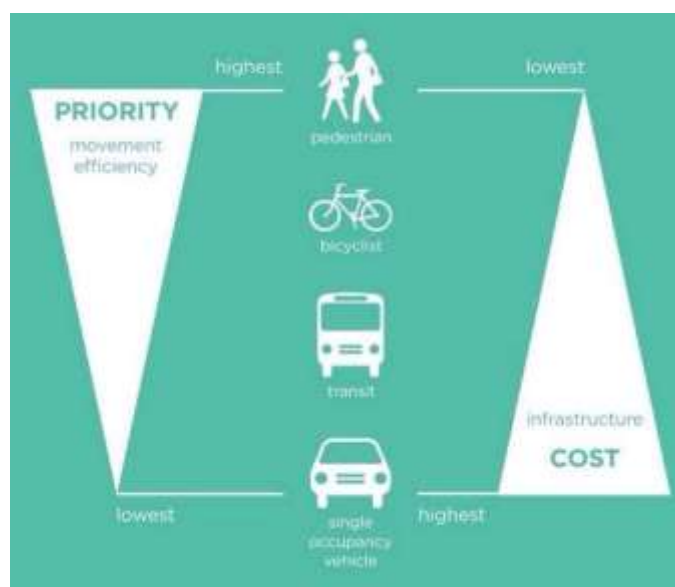 highest
lowest
PRIORITY
movement
efficiency
pedestrian
bicyclist
transit
infrastructure
COST
lowest
highest
single
occupancy
vehicle